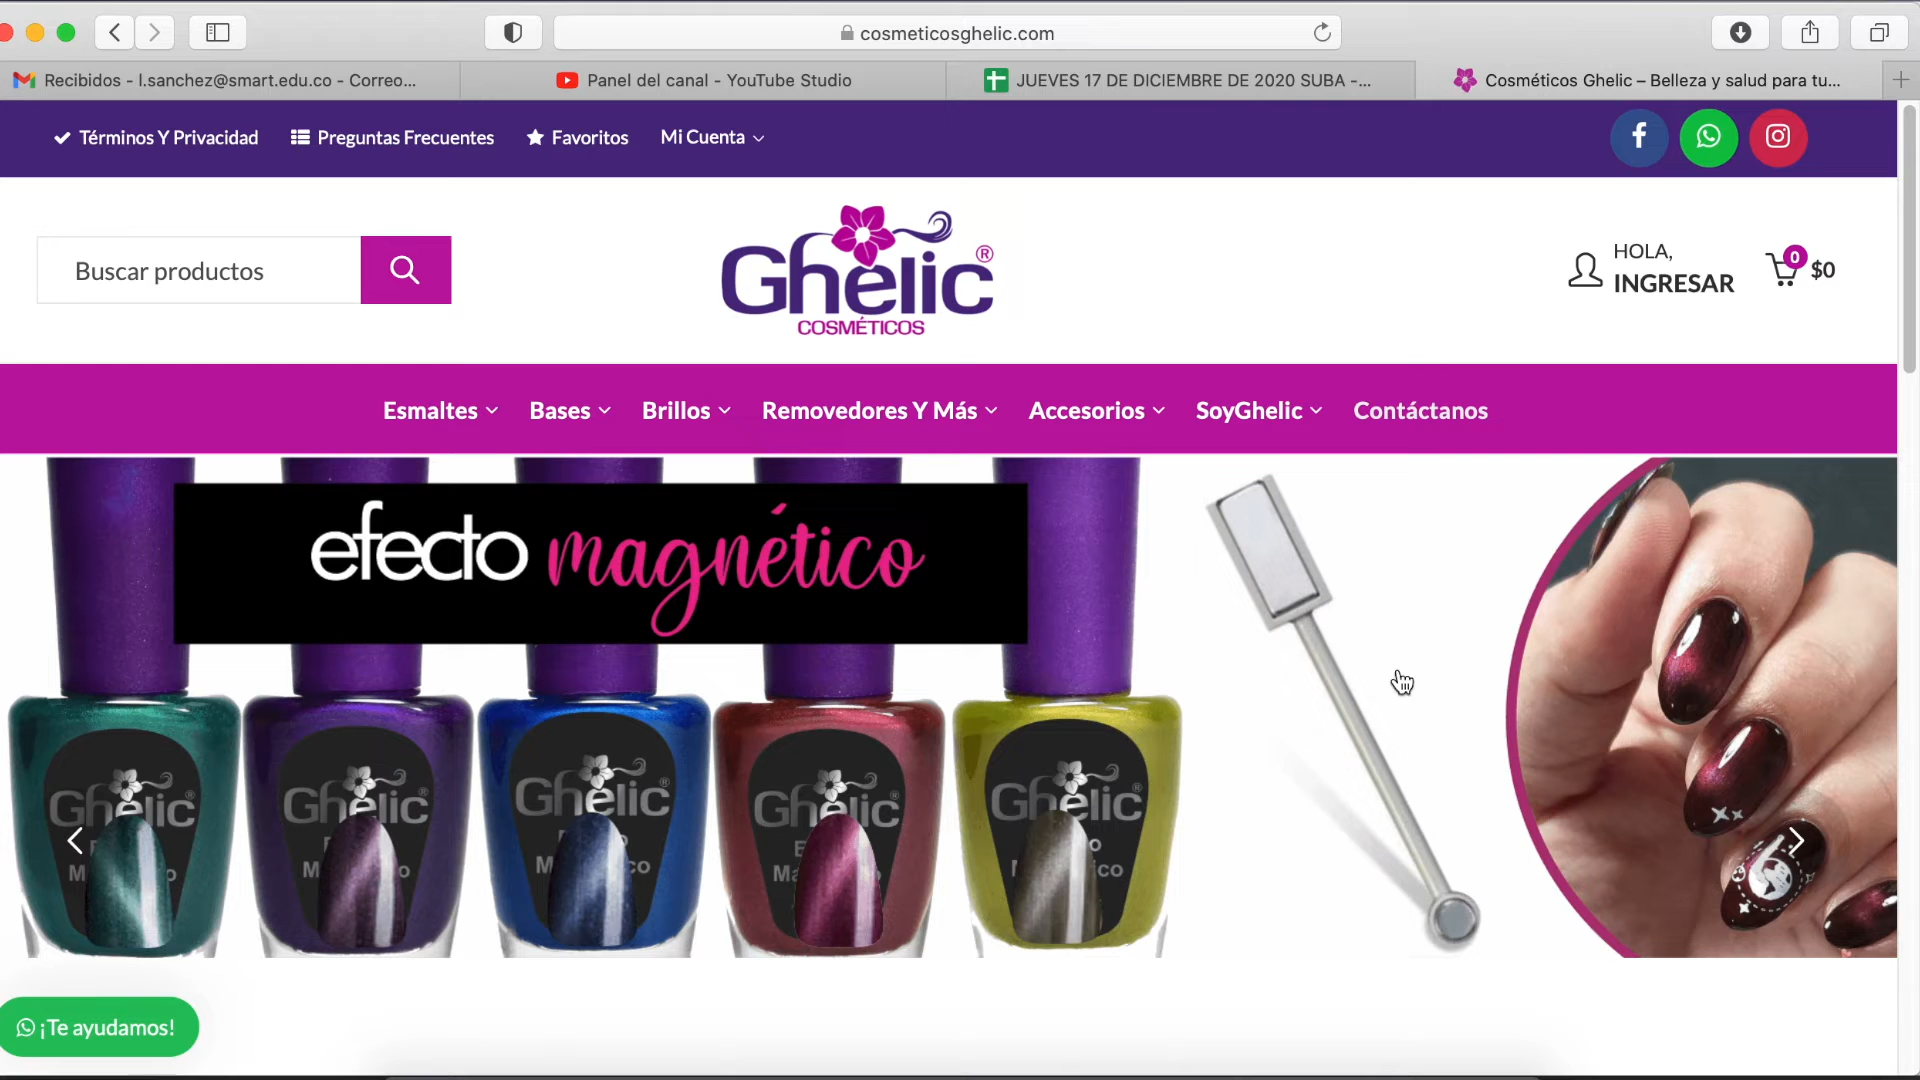 cosmeticosghelic.com
Recibidos - l.sanchez@smart.edu.co - Correo...
Panel del canal - YouTube Studio
JUEVES 17 DE DICIEMBRE DE 2020 SUBA -...
Cosméticos Ghelic – Belleza y salud para tu...
Términos Y Privacidad
Preguntas Frecuentes
Favoritos
Mi Cuenta
Buscar productos
Ghelic®
COSMÉTICOS
HOLA,
INGRESAR
0
$0
Esmaltes
Bases
Brillos
Removedores Y Más
Accesorios
SoyGhelic
Contáctanos
efecto magnético
Ghelic®
Ghelic®
Ghelic®
Ghelic®
Ghelic®
¡Te ayudamos!